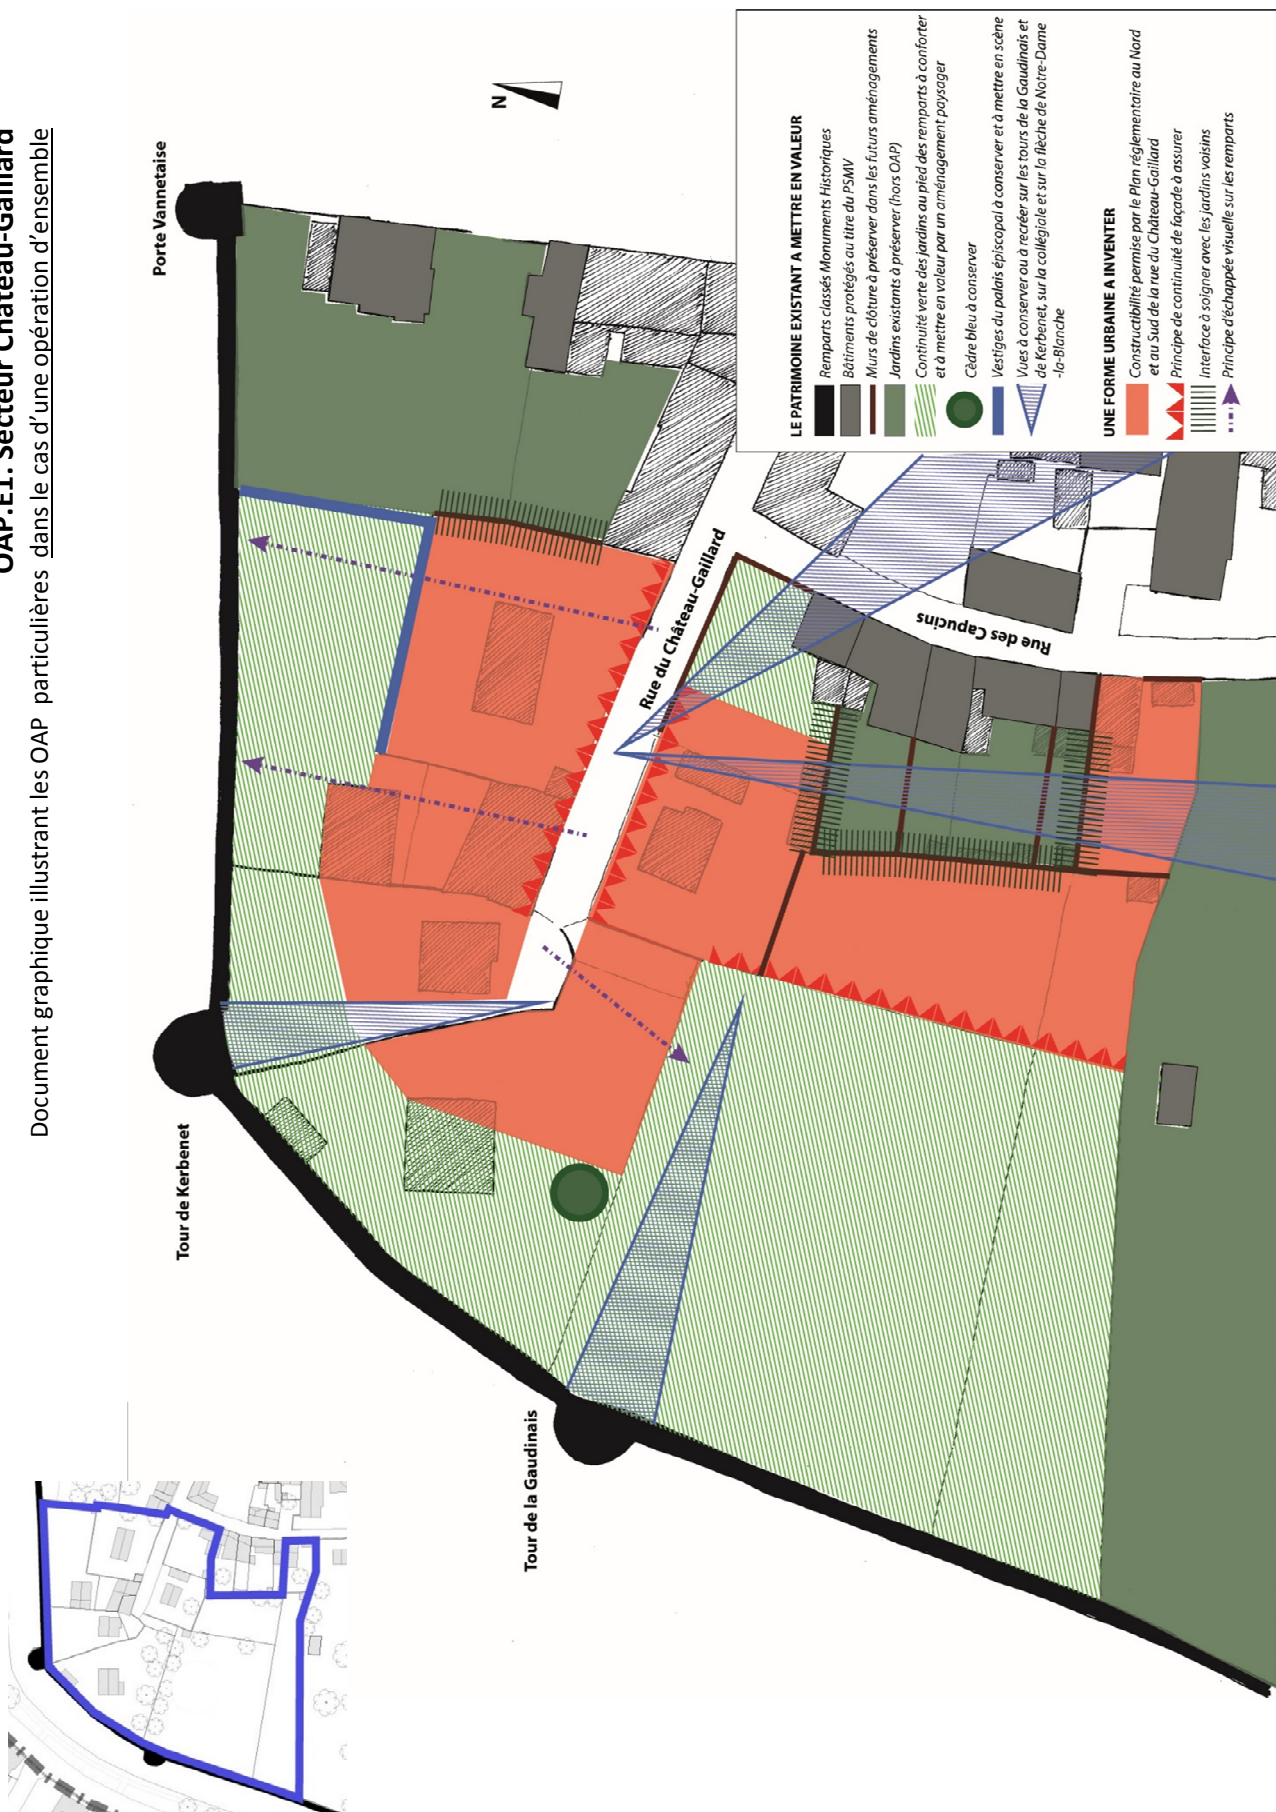 OAP.E1. Secteur Château-Gaillard
Document graphique illustrant les OAP particulières dans le cas d'une opération d'ensemble
Porte Vannetaise
N
Tour de Kerbenet
Tour de la Gaudinais
Rue du Château-Gaillard
Rue des Capucins
LE PATRIMOINE EXISTANT A METTRE EN VALEUR
Remparts classés Monuments Historiques
Bâtiments protégés au titre du PSMV
Murs de clôture à préserver dans les futurs aménagements
Jardins existants à préserver (hors OAP)
Continuité verte des jardins au pied des remparts à conforter
et à mettre en valeur par un aménagement paysager
Cèdre bleu à conserver
Vestiges du palais épiscopal à conserver et à mettre en scène
Vues à conserver ou à recréer sur les tours de la Gaudinais et
de Kerbenet, sur la collégiale et sur la flèche de Notre-Dame
-la-Blanche
UNE FORME URBAINE A INVENTER
Constructibilité permise par le Plan réglementaire au Nord
et au Sud de la rue du Château-Gaillard
Principe de continuité de façade à assurer
Interface à soigner avec les jardins voisins
Principe d'échappée visuelle sur les remparts